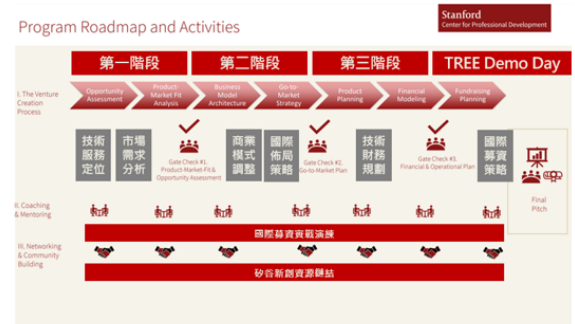 Program Roadmap and Activities
Stanford
Center for Professional Development
第一階段
第二階段
第三階段
TREE Demo Day
I. The Venture
Creation
Process
Opportunity
Assessment
Product-
Market Fit
Analysis
Business
Model
Architecture
Go-to-
Market
Strategy
Product
Planning
Financial
Modeling
Fundraising
Planning
技術
服務
定位
市場
需求
分析
Gate Check #1.
Product-Market Fit &
Opportunity Assessment
商業
模式
調整
國際
佈局
策略
Gate Check #2.
Go-to-Market Plan
技術
財務
規劃
Gate Check #3.
Financial & Operational Plan
國際
募資
策略
Final
Pitch
II. Coaching
& Mentoring
國際募資實戰演練
III. Networking
& Community
Building
矽谷新創資源鏈結